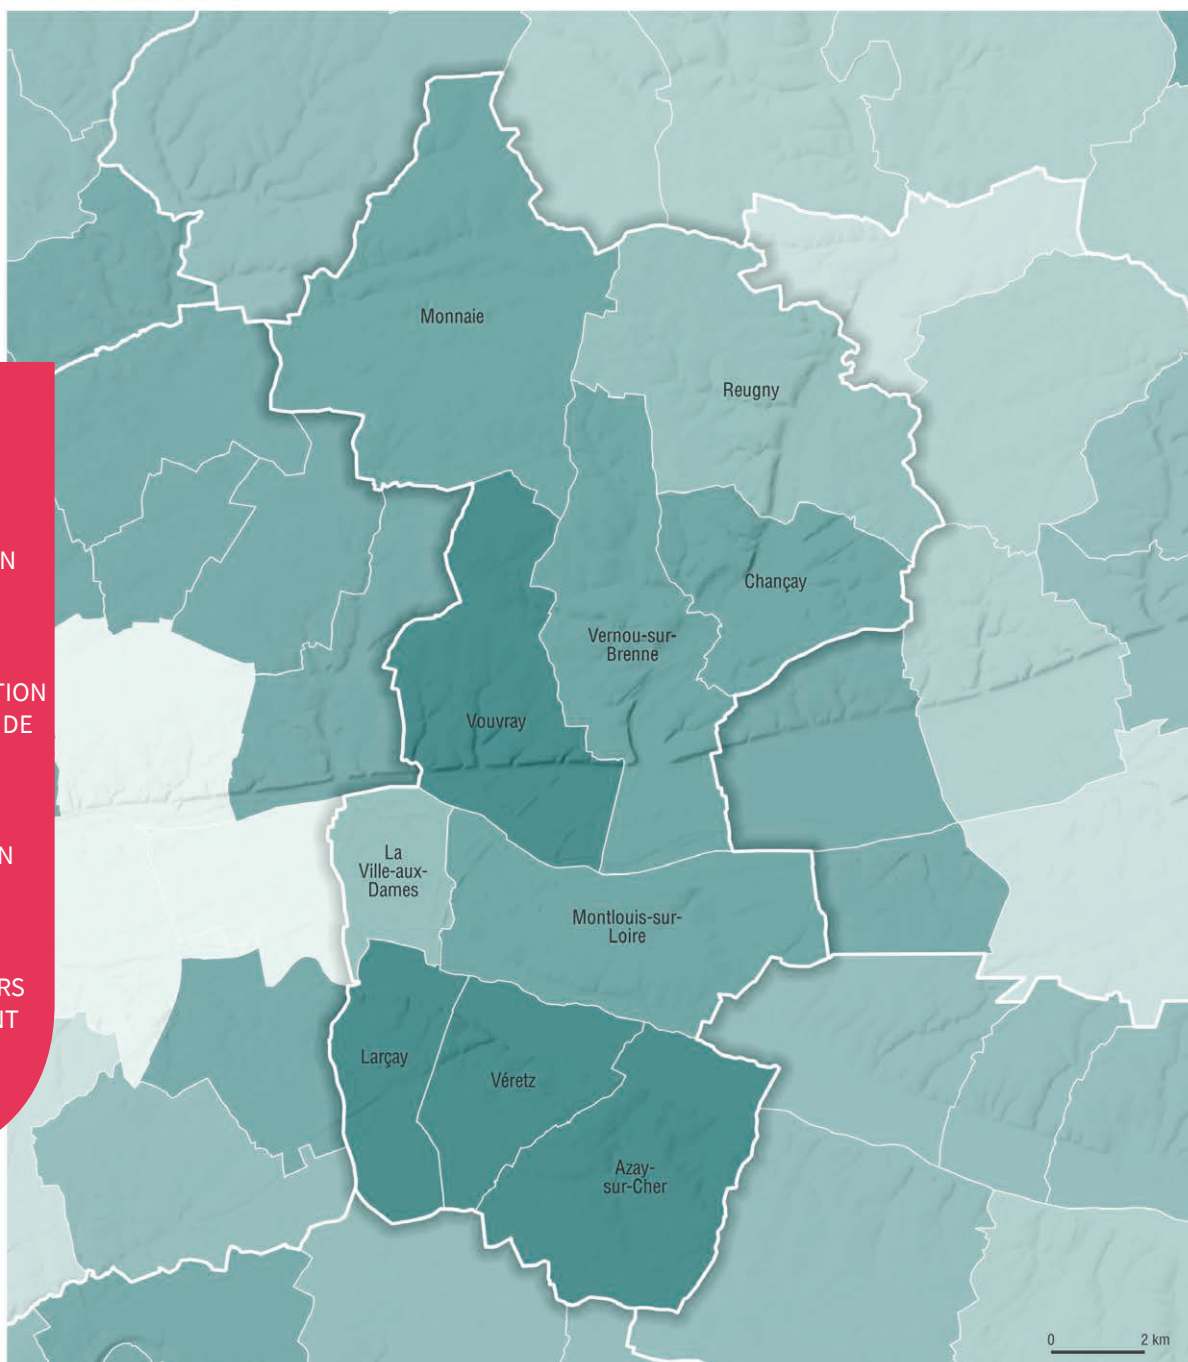 Monnaie
Reugny
Chançay
Vernou-sur-
Brenne
Vouvray
La
Ville-aux-
Dames
Montlouis-sur-
Loire
Larçay
Véretz
Azay-
sur-Cher
N
TION
DE
N
RS
NT
0 2 km